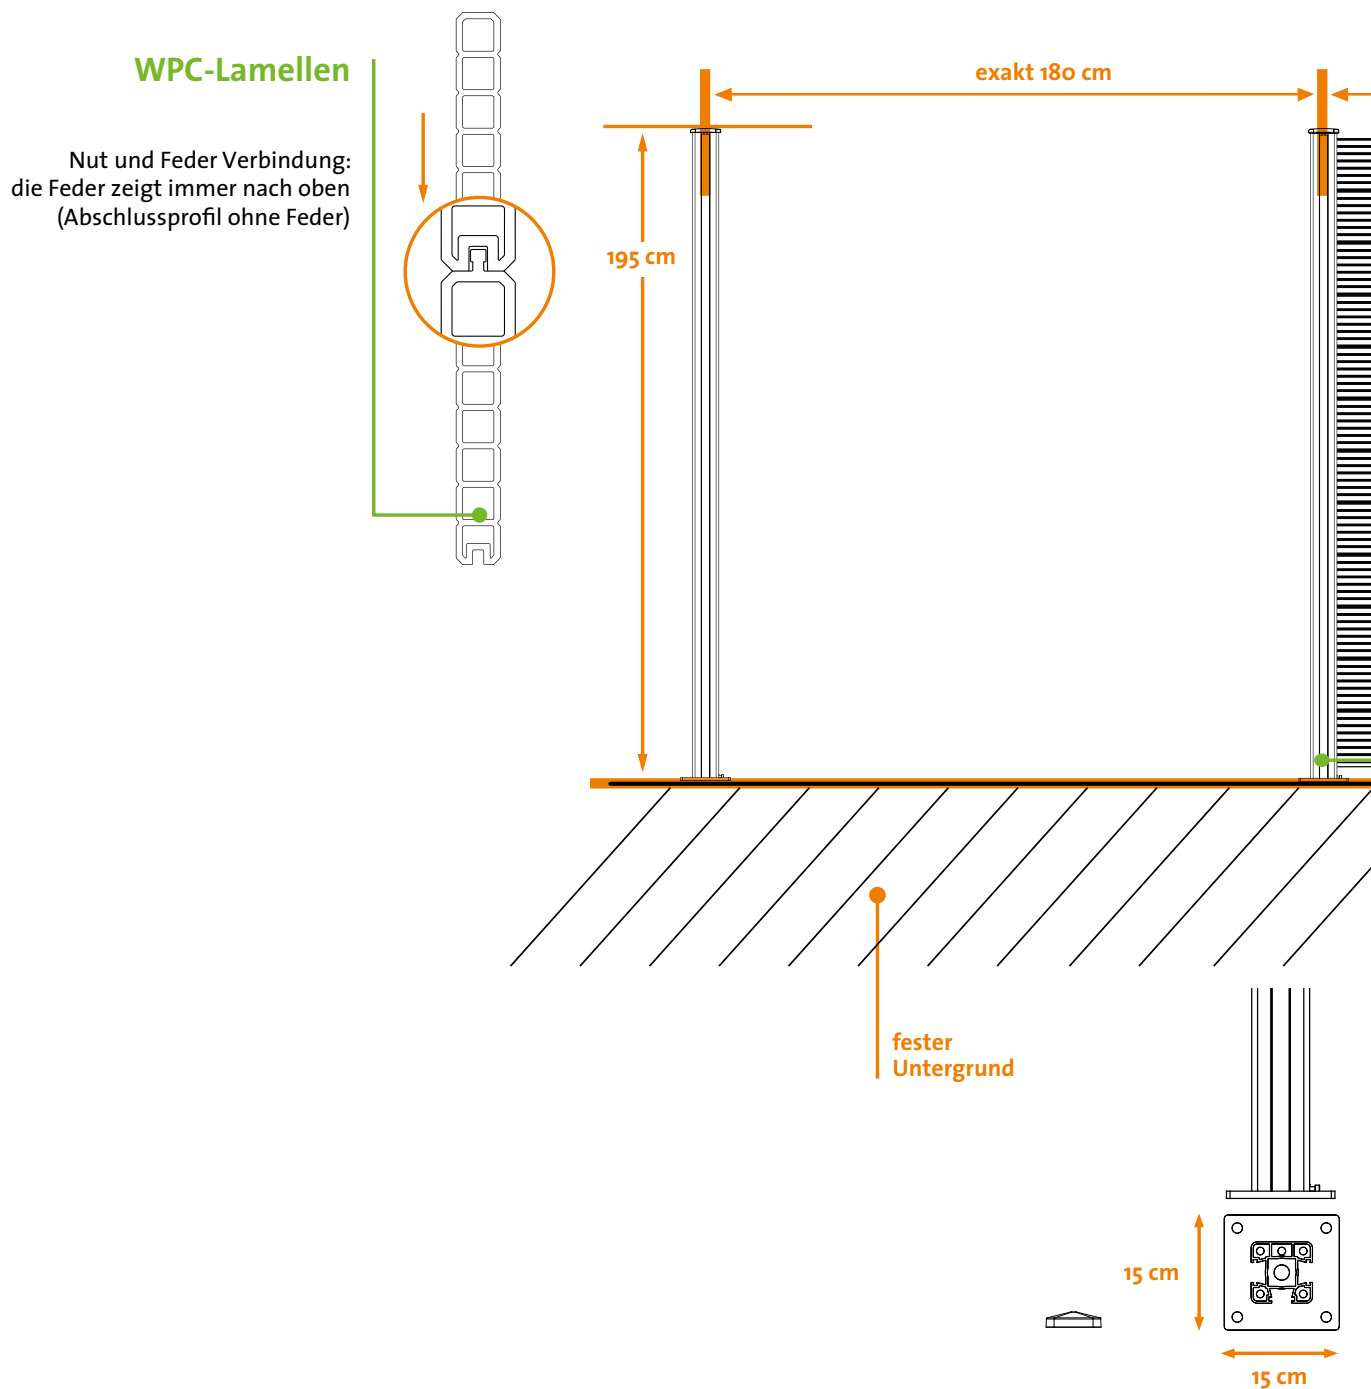 WPC-Lamellen
Nut und Feder Verbindung:
die Feder zeigt immer nach oben
(Abschlussprofil ohne Feder)
exakt 180 cm
195 cm
fester
Untergrund
15 cm
15 cm